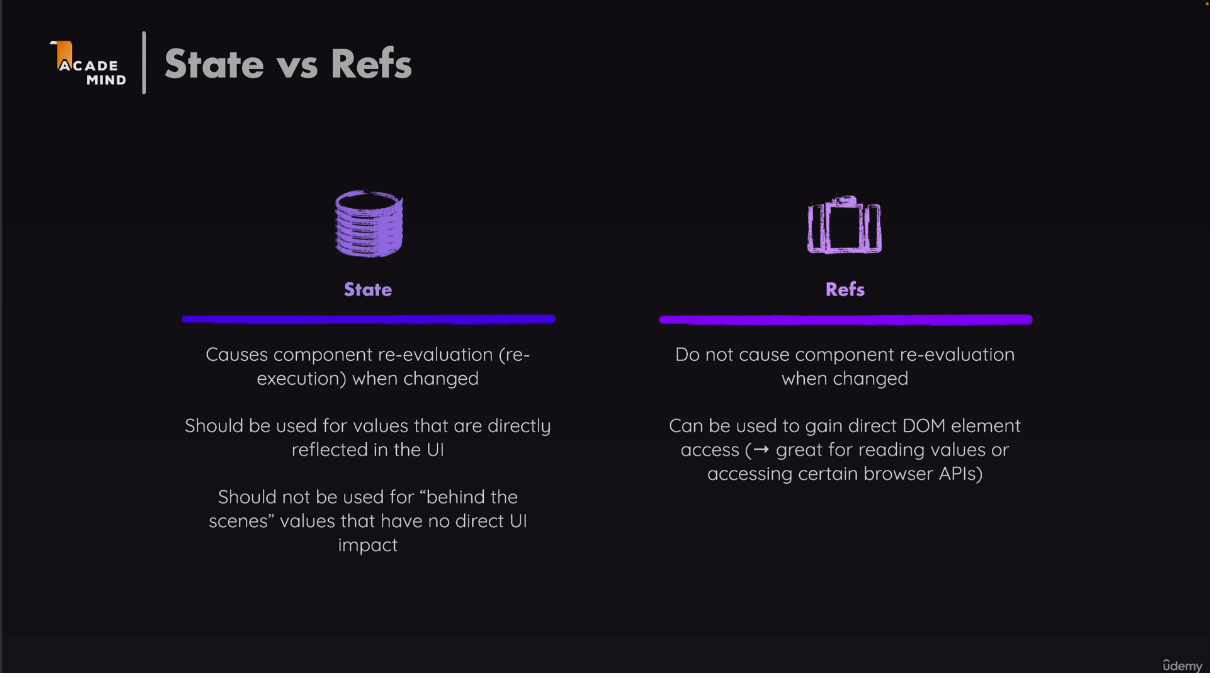 ACADE
MIND
State vs Refs
State
Causes component re-evaluation (re-
execution) when changed
Should be used for values that are directly
reflected in the UI
Should not be used for “behind the
scenes” values that have no direct UI
impact
Refs
Do not cause component re-evaluation
when changed
Can be used to gain direct DOM element
access (→ great for reading values or
accessing certain browser APIs)
ûdemy